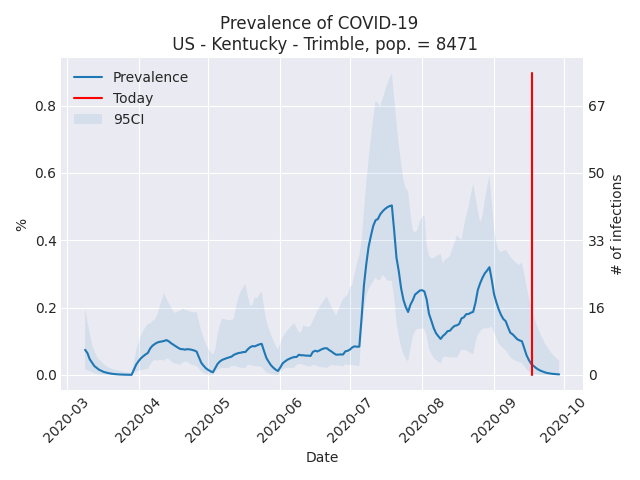 Prevalence of COVID-19
US - Kentucky - Trimble, pop. = 8471
Prevalence
Today
95CI
0.8
0.6
0.4
0.2
0.0
%
67
50
33
16
0
# of infections
2020-03
2020-04
2020-05
2020-06
2020-07
2020-08
2020-09
2020-10
Date